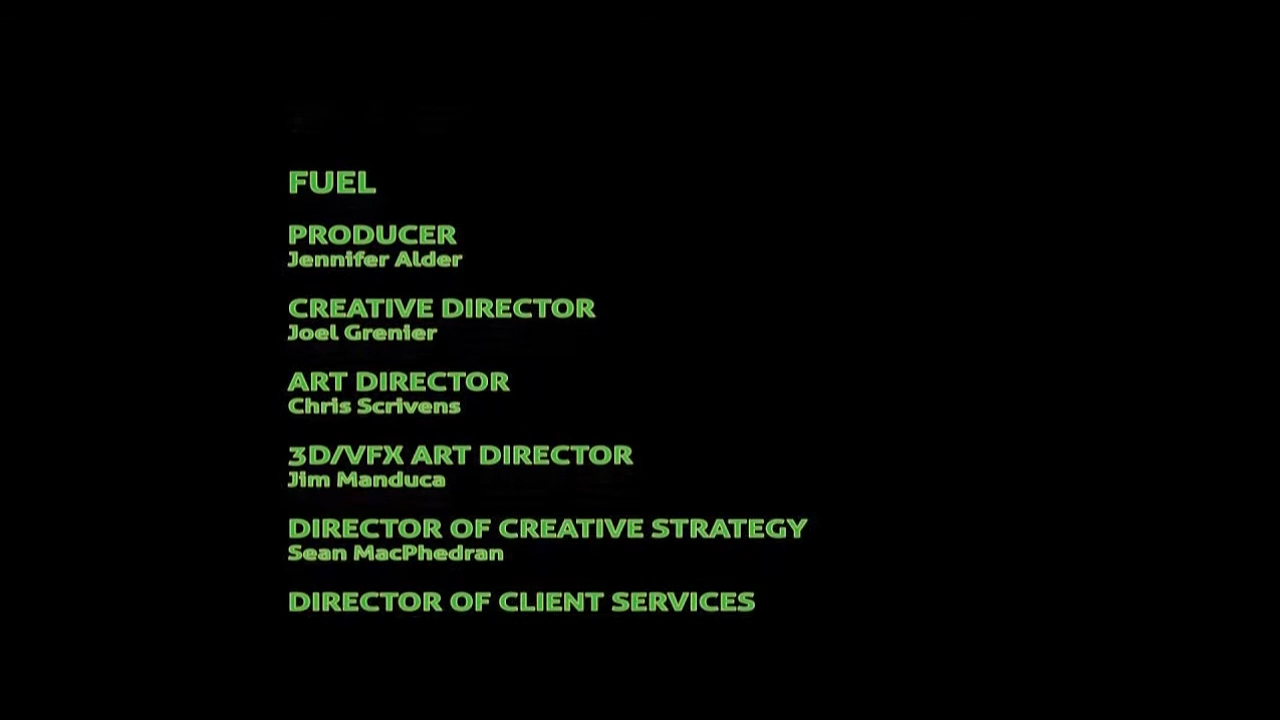 FUEL
PRODUCER
Jennifer Alder
CREATIVE DIRECTOR
Joel Grenier
ART DIRECTOR
Chris Scrivens
3D/VFX ART DIRECTOR
Jim Manduca
DIRECTOR OF CREATIVE STRATEGY
Sean MacPhedran
DIRECTOR OF CLIENT SERVICES